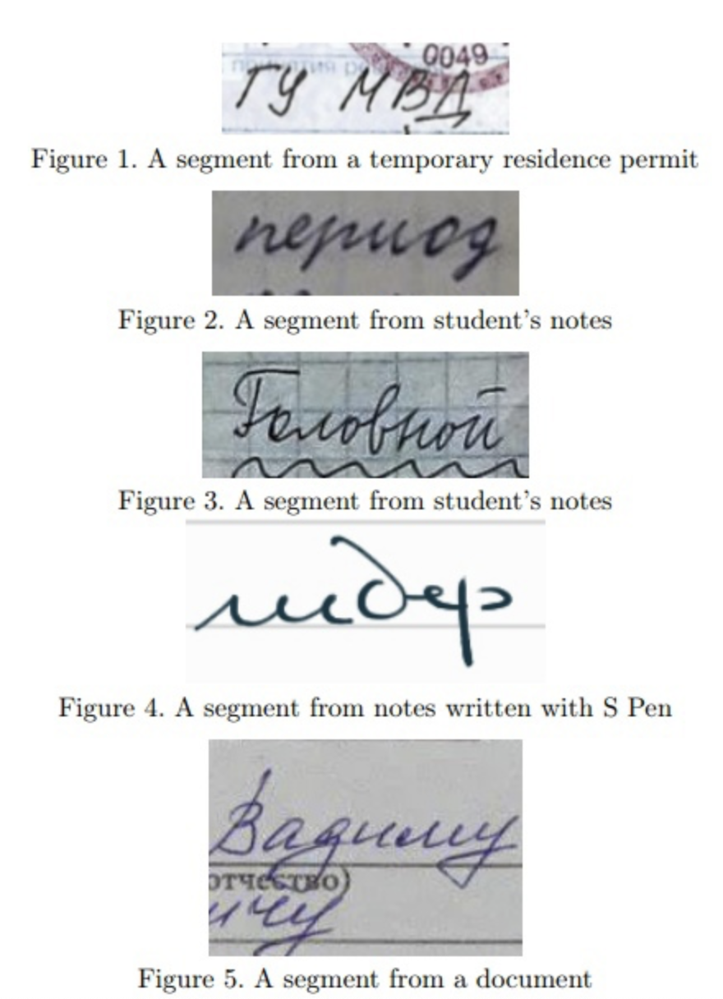 0049
принятия ре
ГУ МВД
Figure 1. A segment from a temporary residence permit
период
Figure 2. A segment from student's notes
Головной
Figure 3. A segment from student's notes
лидер
Figure 4. A segment from notes written with S Pen
Вадиму
отчество)
ичу
Figure 5. A segment from a document